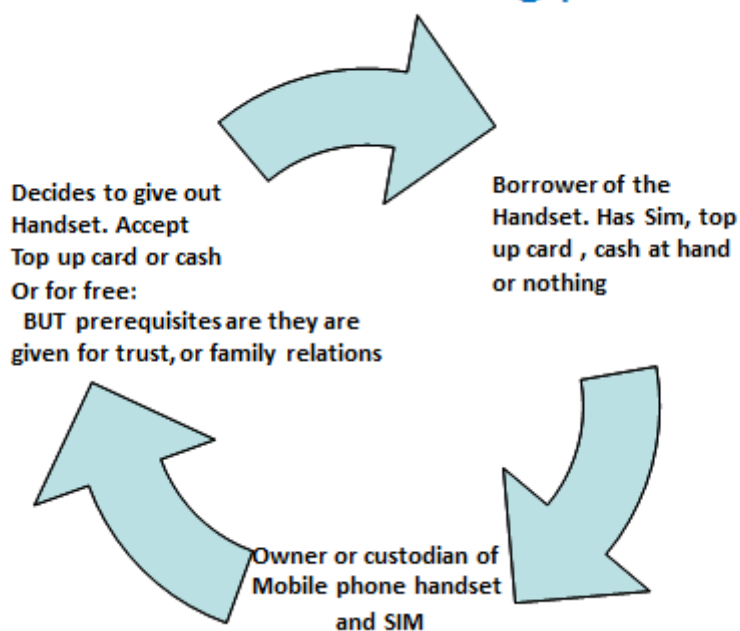 Decides to give out
Handset. Accept
Top up card or cash
Or for free:
BUT prerequisites are they are
given for trust, or family relations
Borrower of the
Handset. Has Sim, top
up card , cash at hand
or nothing
Owner or custodian of
Mobile phone handset
and SIM